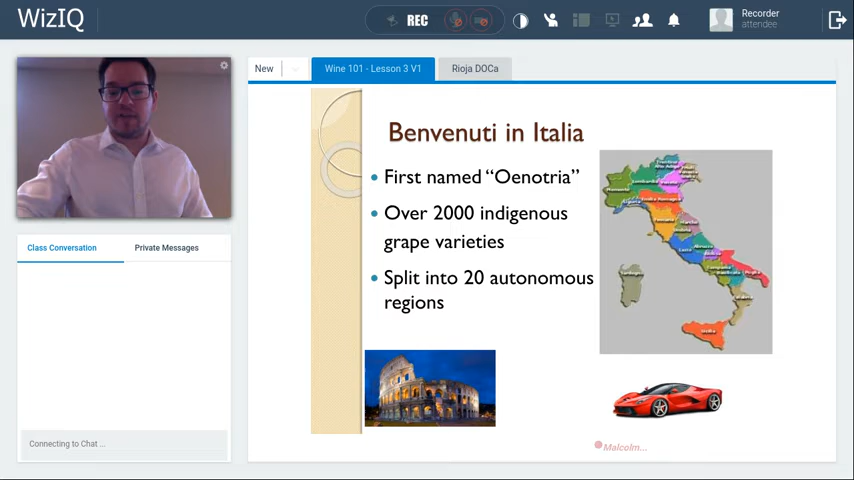 WizIQ
REC
Recorder
attendee
New
Wine 101 - Lesson 3 V1
Rioja DOCa
Benvenuti in Italia
First named “Oenotria”
Over 2000 indigenous
grape varieties
Split into 20 autonomous
regions
Class Conversation
Private Messages
Connecting to Chat ...
Malcolm...